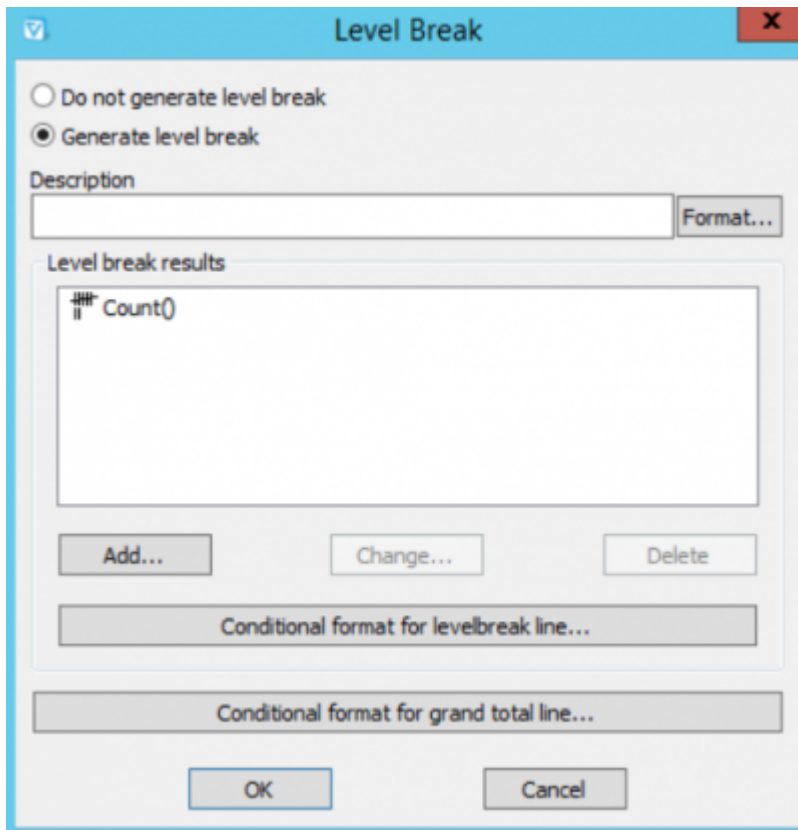 Level Break
X
Do not generate level break
Generate level break
Description
Format...
Level break results
Count()
Add...
Change...
Delete
Conditional format for levelbreak line...
Conditional format for grand total line...
OK
Cancel